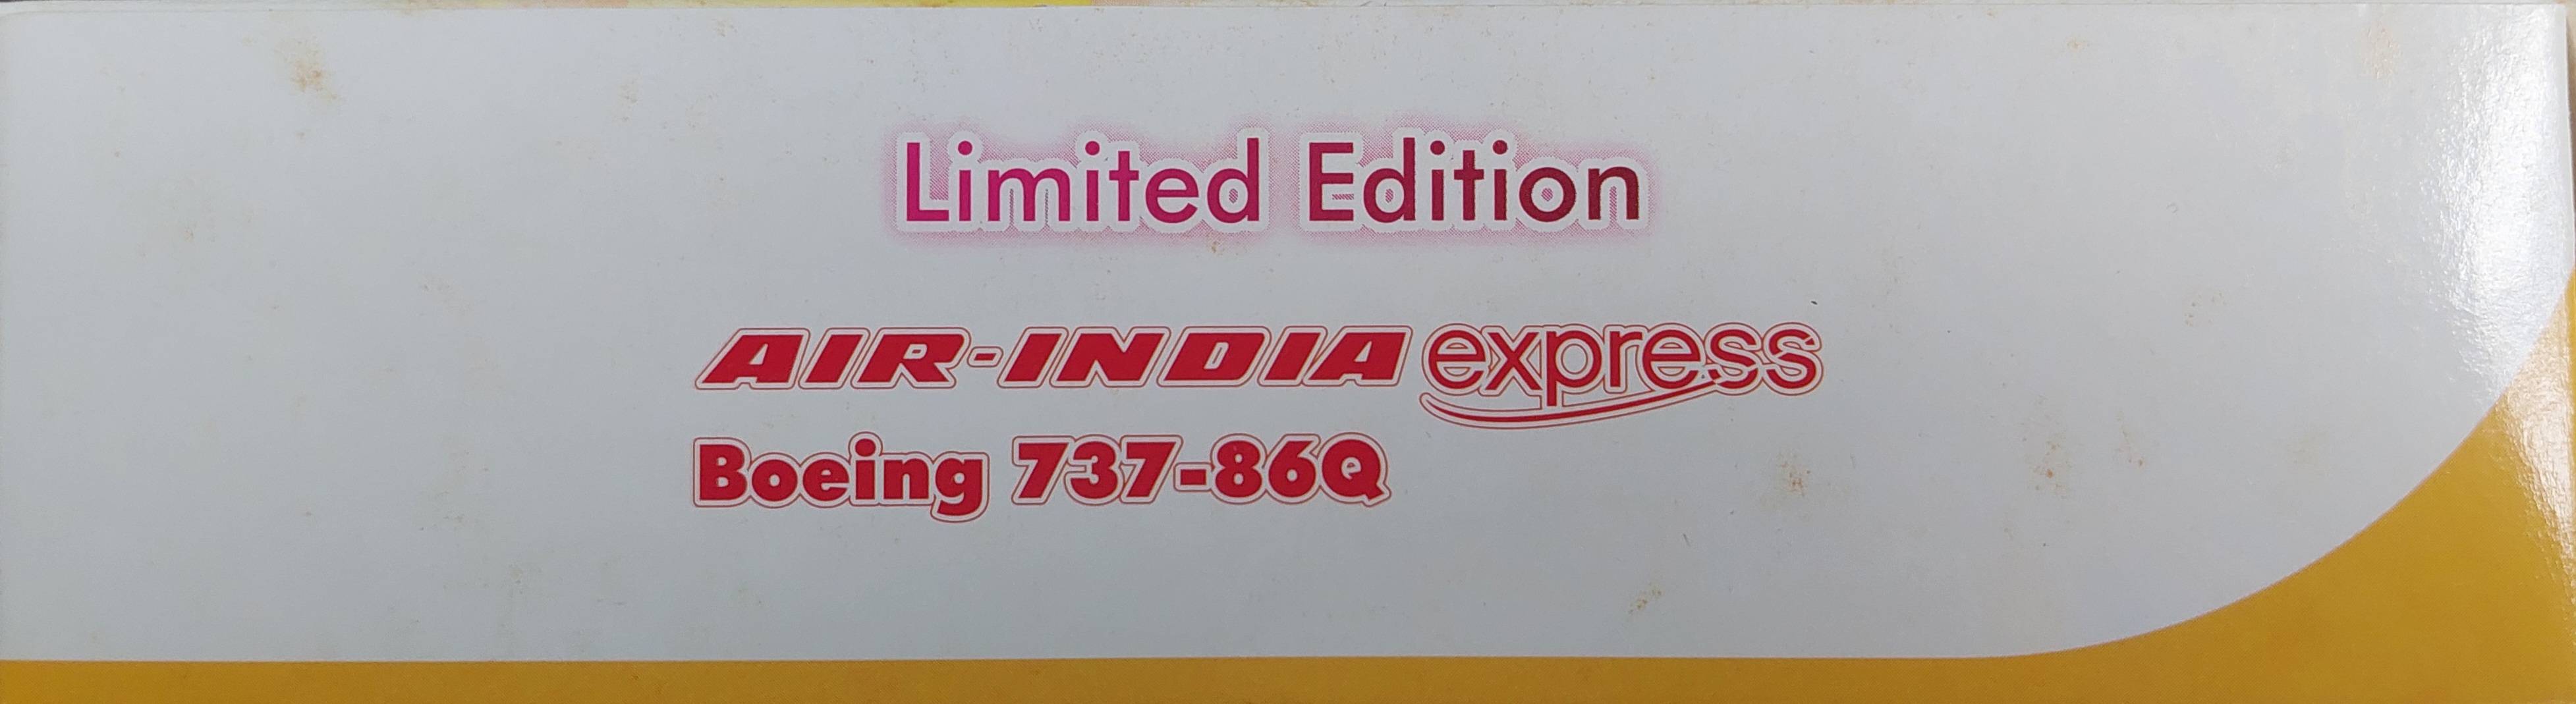 Limited Edition
AIR-INDIA express
Boeing 737-86Q